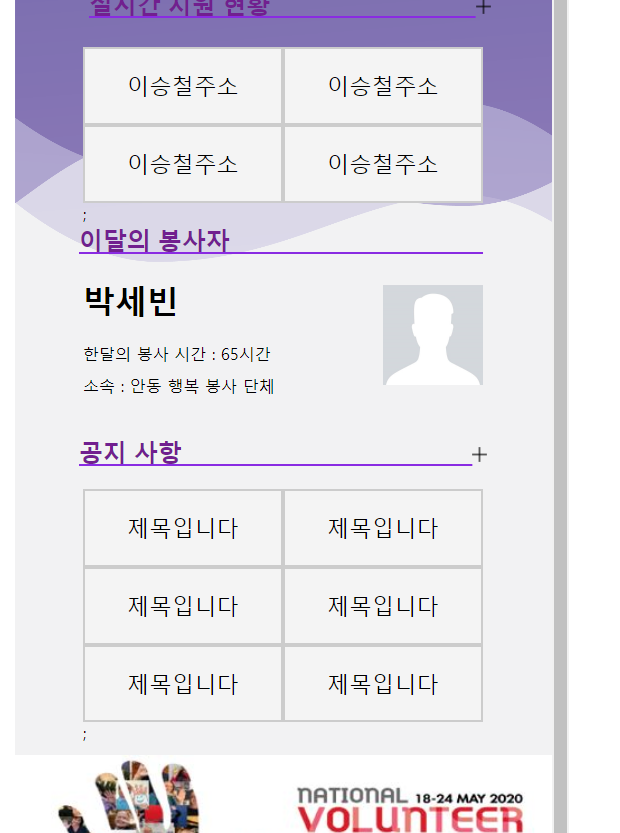 실시간 지원 현황 +
이승철주소 이승철주소
이승철주소 이승철주소
;
이달의 봉사자
박세빈
한달의 봉사 시간 : 65시간
소속 : 안동 행복 봉사 단체
공지 사항 +
제목입니다 제목입니다
제목입니다 제목입니다
제목입니다 제목입니다
;
NATIONAL 18-24 MAY 2020
VOLUNTEER